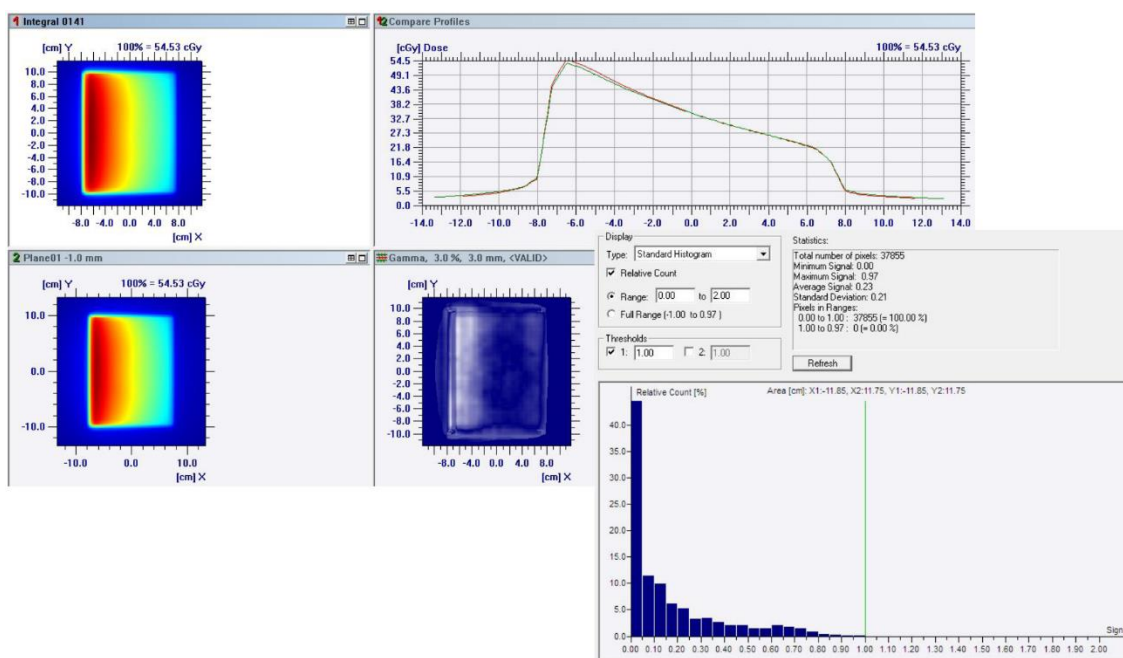 1 Integral 0141
[cm] Y 100% = 54.53 cGy
10.0
8.0
6.0
4.0
2.0
0.0
-2.0
-4.0
-6.0
-8.0
-10.0
-8.0 -4.0 0.0 4.0 8.0
[cm] X
12 Compare Profiles
[cGy] Dose 100% = 54.53 cGy
54.5
49.1
43.6
38.2
32.7
27.3
21.8
16.4
10.9
5.5
0.0
-14.0 -12.0 -10.0 -8.0 -6.0 -4.0 -2.0 0.0 2.0 4.0 6.0 8.0 10.0 12.0 14.0
2 Plane01 -1.0 mm
[cm] Y 100% = 54.53 cGy
10.0
0.0
-10.0
-10.0 0.0 10.0
[cm] X
Gamma, 3.0 %, 3.0 mm, <VALID>
[cm] Y
10.0
8.0
6.0
4.0
2.0
0.0
-2.0
-4.0
-6.0
-8.0
-10.0
-8.0 -4.0 0.0 4.0 8.0
[cm] X
Display
Type: Standard Histogram
Relative Count
Range: 0.00 to 2.00
Full Range (-1.00 to 0.97 )
Thresholds
1: 1.00 2: 1.00
Statistics:
Total number of pixels: 37855
Minimum Signal: 0.00
Maximum Signal: 0.97
Average Signal: 0.23
Standard Deviation: 0.21
Pixels in Ranges:
0.00 to 1.00 : 37855 (= 100.00 %)
1.00 to 0.97 : 0 (= 0.00 %)
Refresh
Relative Count [%] Area [cm]: X1:-11.85, X2:11.75, Y1:-11.85, Y2:11.75
40.0
35.0
30.0
25.0
20.0
15.0
10.0
5.0
0.0
Sign
0.00 0.10 0.20 0.30 0.40 0.50 0.60 0.70 0.80 0.90 1.00 1.10 1.20 1.30 1.40 1.50 1.60 1.70 1.80 1.90 2.00